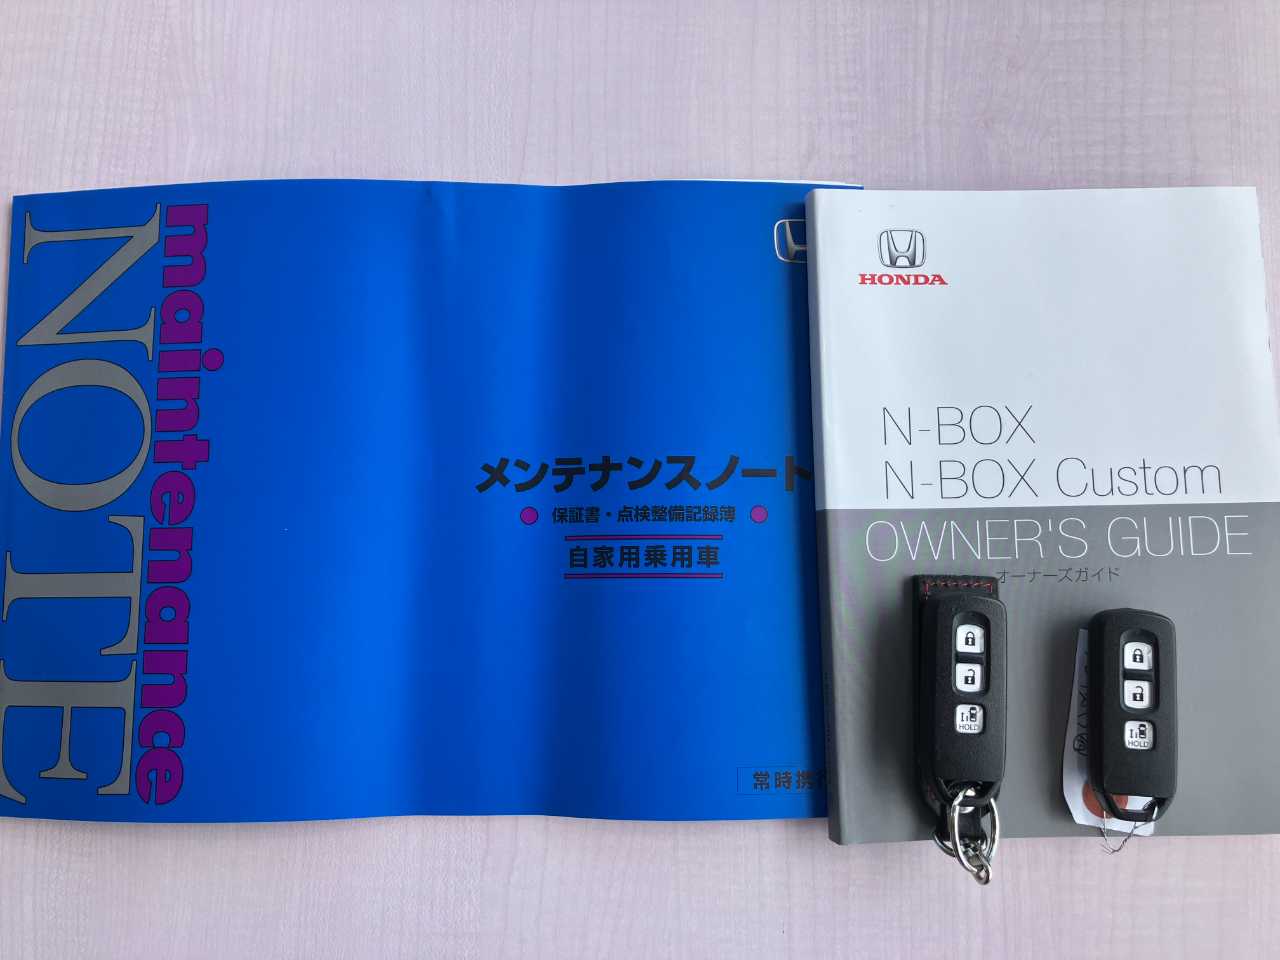 maintenance
NOTE
メンテナンスノート
保証書・点検整備記録簿
自家用乗用車
常時携行
HONDA
N-BOX
N-BOX Custom
OWNER'S GUIDE
オーナーズガイド
HOLD
HOLD